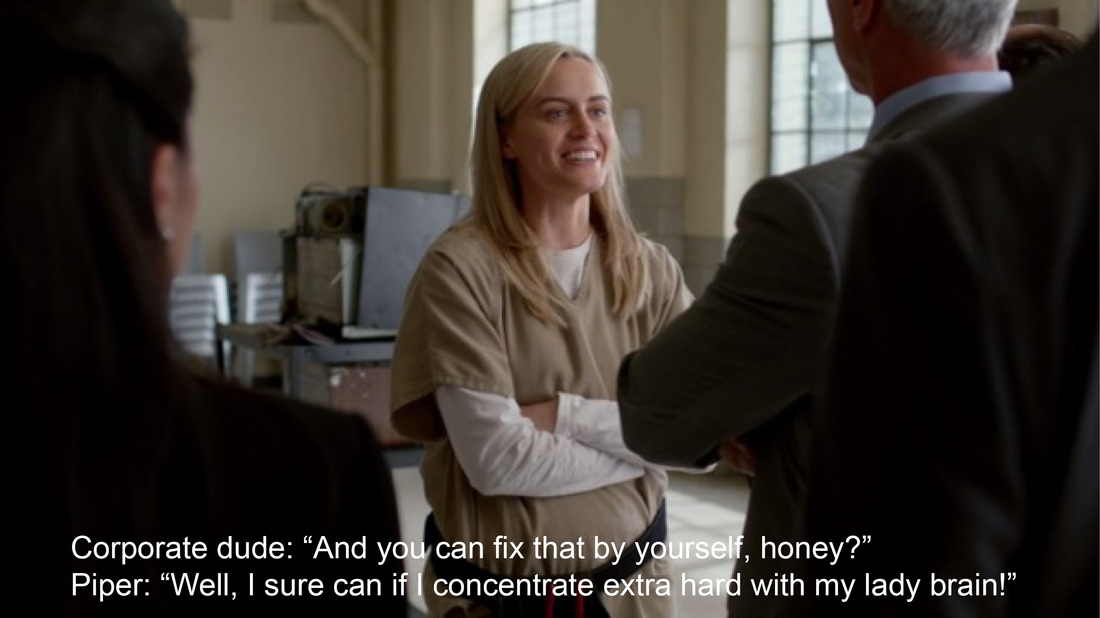 Corporate dude: “And you can fix that by yourself, honey?”
Piper: “Well, I sure can if I concentrate extra hard with my lady brain!”